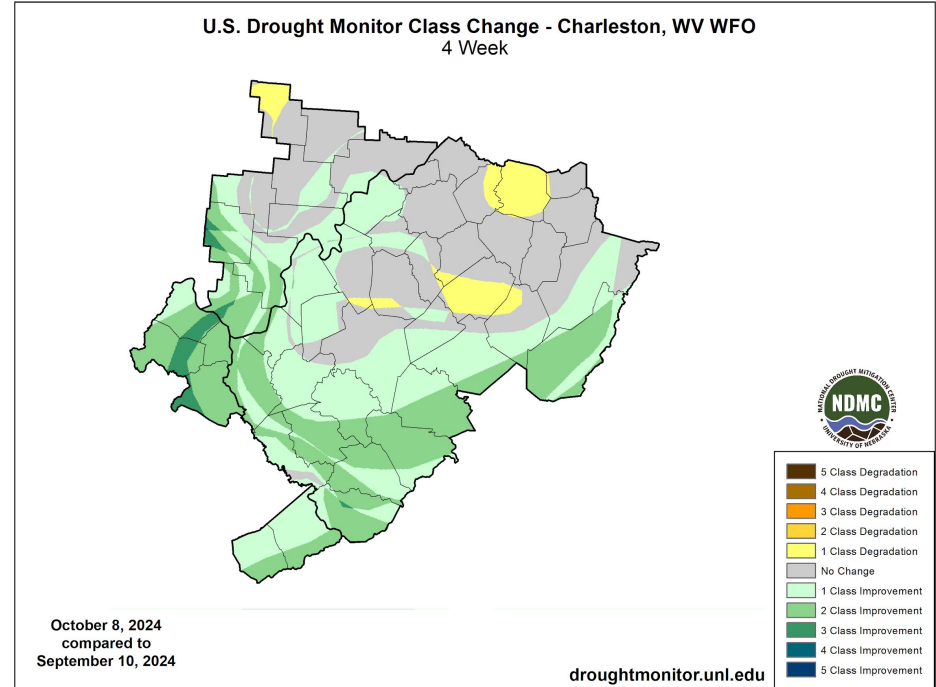 U.S. Drought Monitor Class Change - Charleston, WV WFO
4 Week
NATIONAL DROUGHT MITIGATION CENTER
NDMC
UNIVERSITY OF NEBRASKA
5 Class Degradation
4 Class Degradation
3 Class Degradation
2 Class Degradation
1 Class Degradation
No Change
1 Class Improvement
2 Class Improvement
3 Class Improvement
4 Class Improvement
5 Class Improvement
October 8, 2024
compared to
September 10, 2024
droughtmonitor.unl.edu